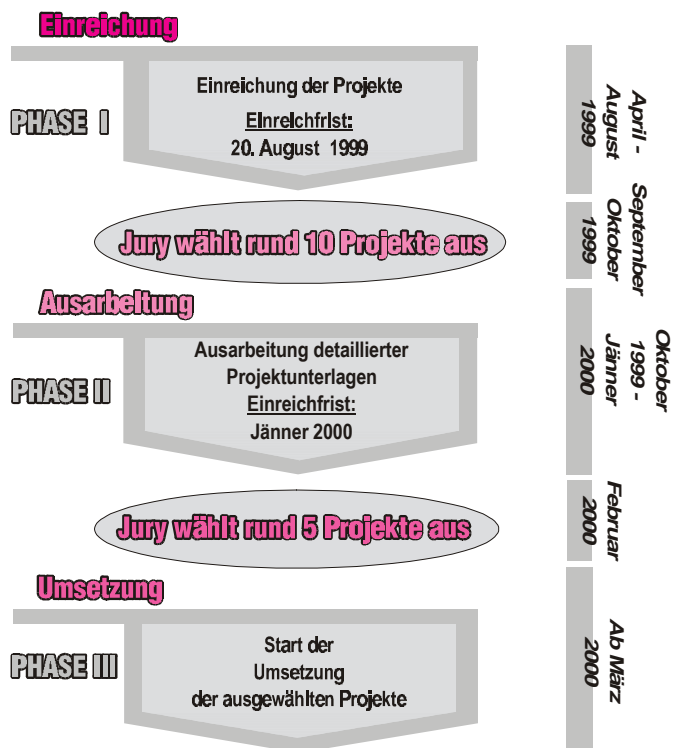 Einreichung
PHASE I
Einreichung der Projekte
Einreichfrist:
20. August 1999
April -
August
1999
Jury wählt rund 10 Projekte aus
September
Oktober
1999
Ausarbeitung
PHASE II
Ausarbeitung detaillierter
Projektunterlagen
Einreichfrist:
Jänner 2000
Oktober
1999 -
Jänner
2000
Jury wählt rund 5 Projekte aus
Februar
2000
Umsetzung
PHASE III
Start der
Umsetzung
der ausgewählten Projekte
Ab März
2000